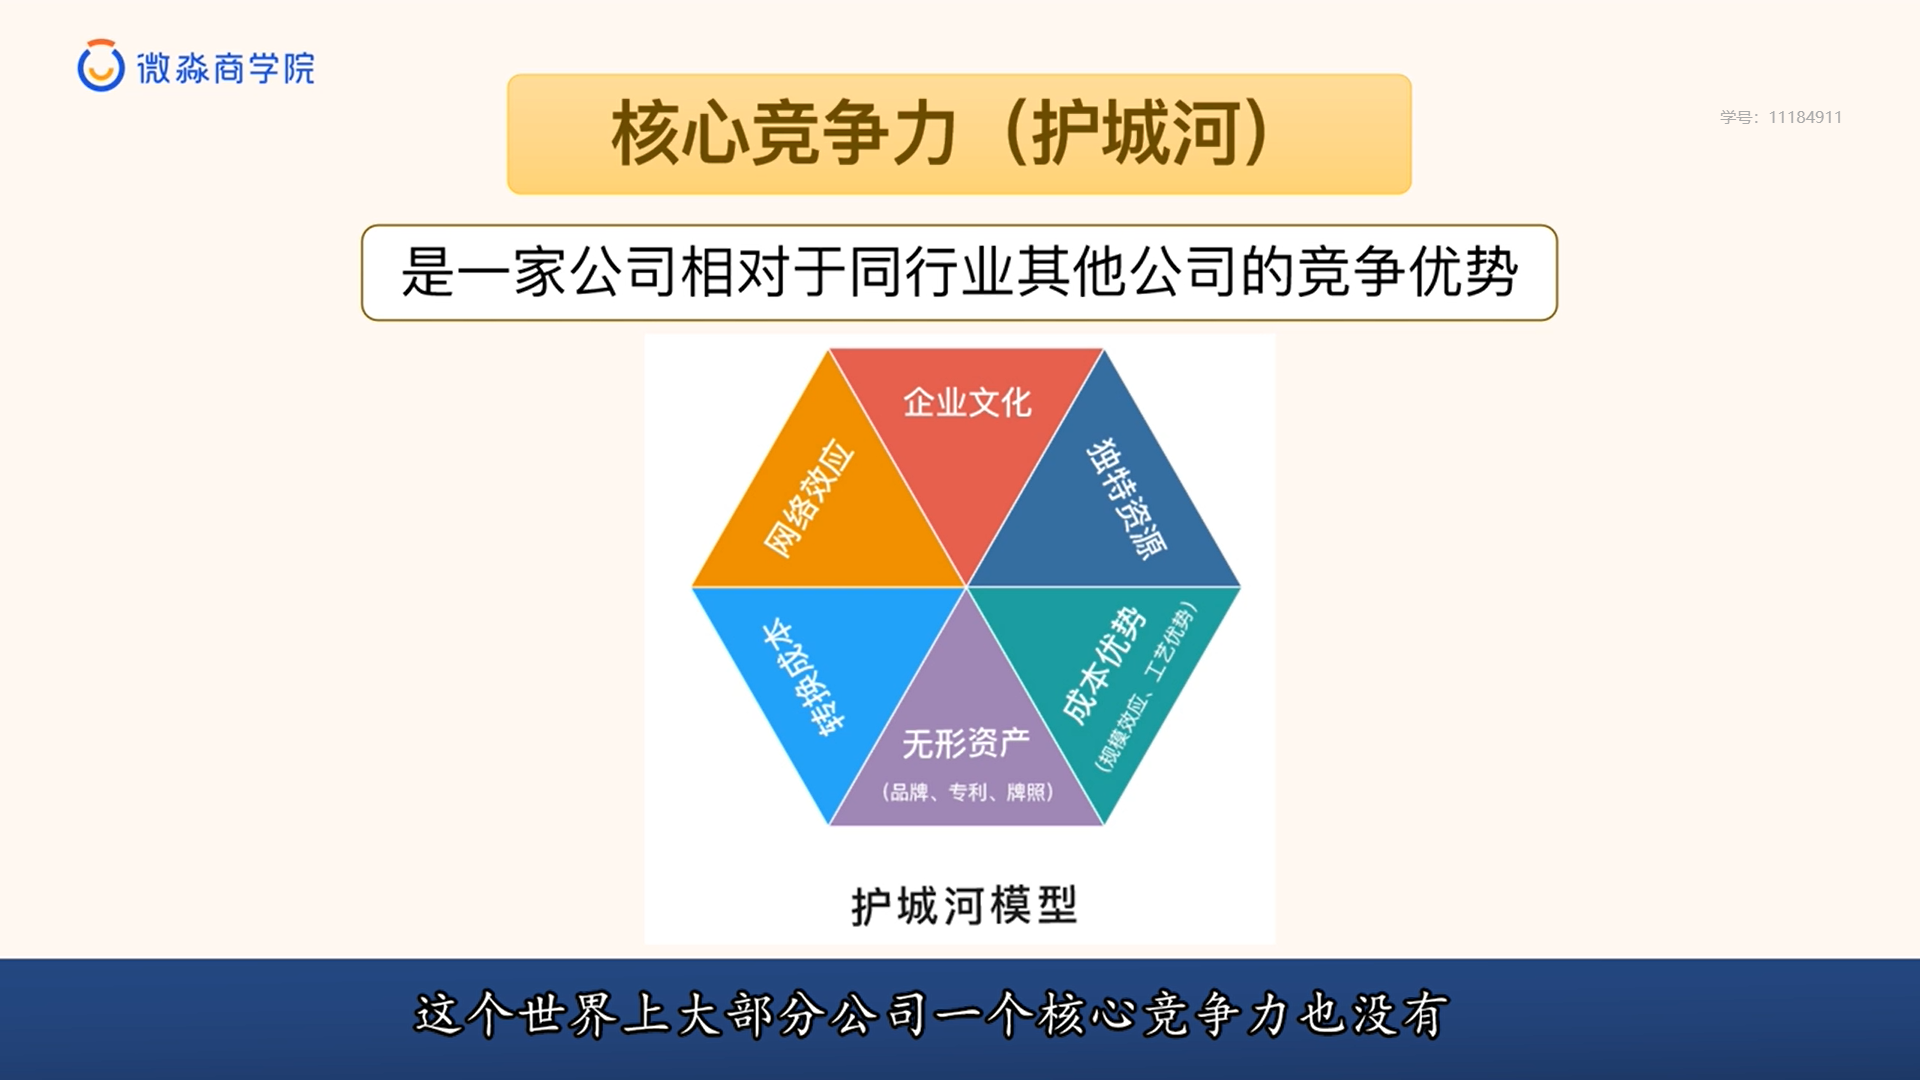 微淼商学院
核心竞争力（护城河）
学号：11184911
是一家公司相对于同行业其他公司的竞争优势
企业文化
网络效应
独特资源
转换成本
成本优势
（规模效应、工艺优势）
无形资产
（品牌、专利、牌照）
护城河模型
这个世界上大部分公司一个核心竞争力也没有